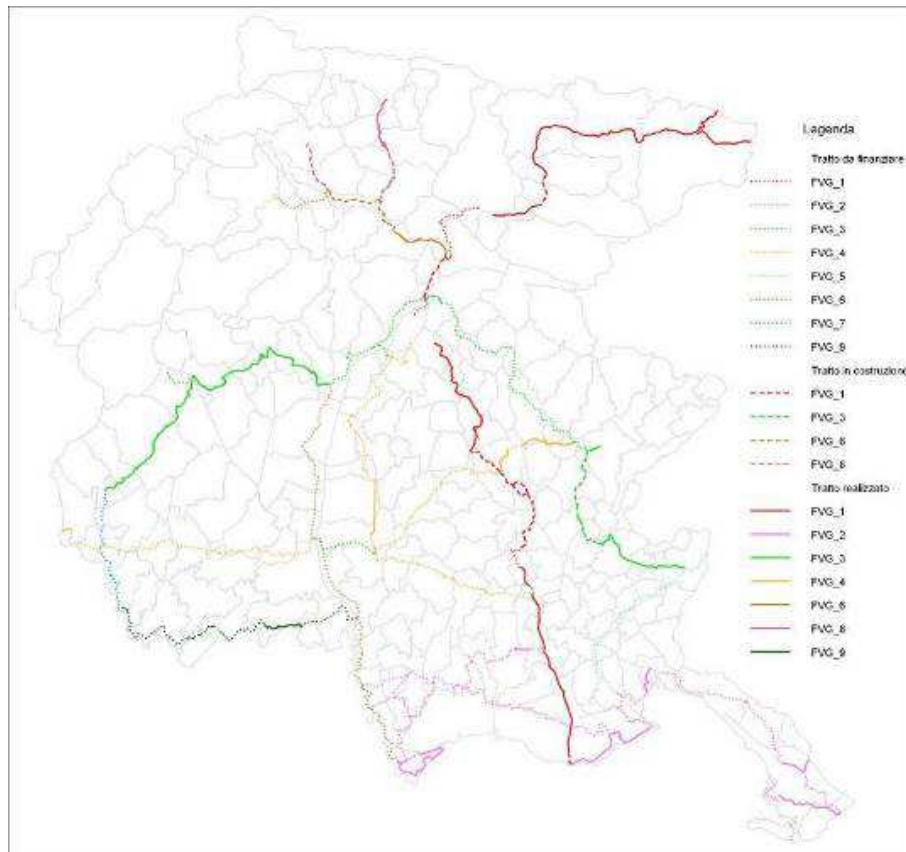 Legenda
Tratto da finanziare
FVG_1
FVG_2
FVG_3
FVG_4
FVG_5
FVG_6
FVG_7
FVG_9
Tratto in costruzione
FVG_1
FVG_3
FVG_6
FVG_8
Tratto realizzato
FVG_1
FVG_2
FVG_3
FVG_4
FVG_6
FVG_8
FVG_9